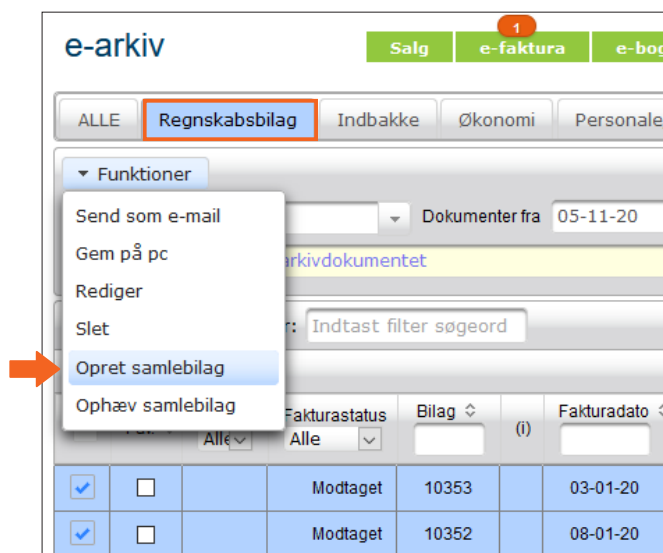 1
e-arkiv Salg e-faktura e-bog
ALLE Regnskabsbilag Indbakke Økonomi Personale
Funktioner
Send som e-mail Dokumenter fra 05-11-20
Gem på pc arkivdokumentet
Rediger
Slet r: Indtast filter søgeord
Opret samlebilag
Ophæv samlebilag Fakturastatus Bilag (i) Fakturadato
Alle Alle
Modtaget 10353 03-01-20
Modtaget 10352 08-01-20